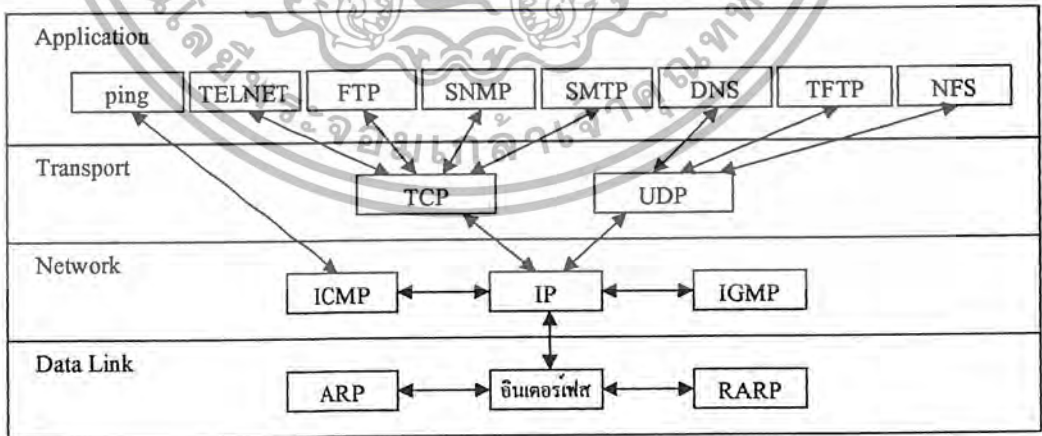 Application
ping TELNET FTP SNMP SMTP DNS TFTP NFS
Transport
TCP UDP
Network
ICMP IP IGMP
Data Link
ARP อินเตอร์เฟส RARP